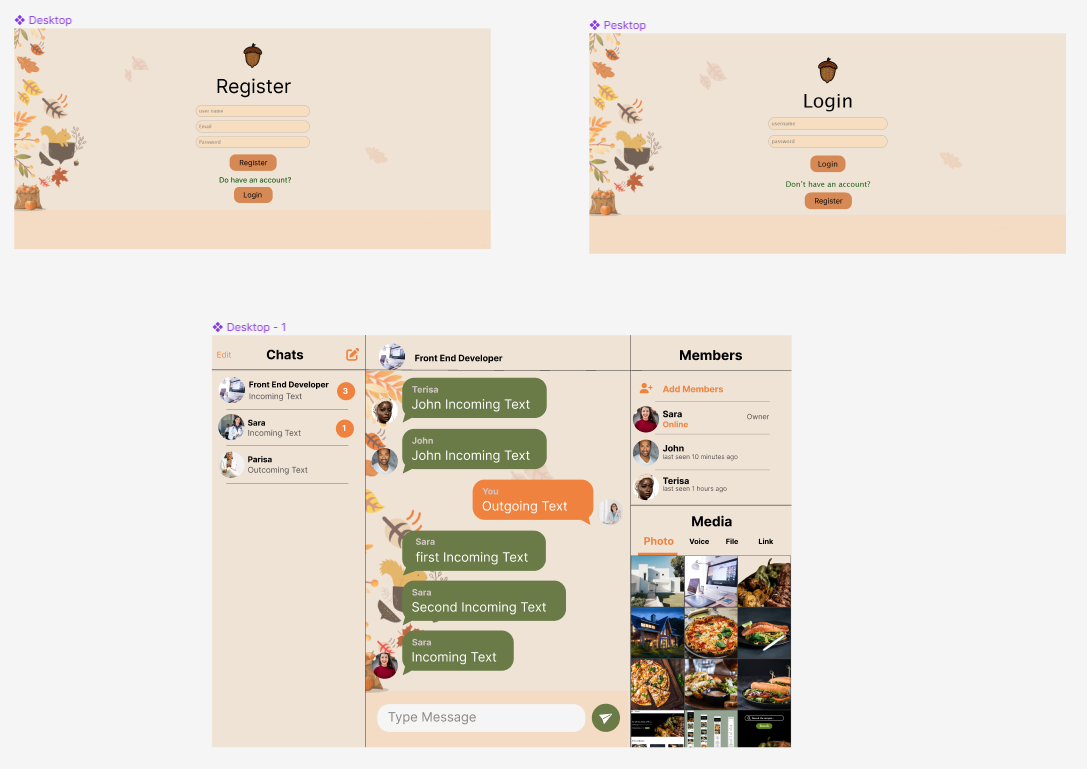 Desktop
Register
user name
Email
Password
Register
Do have an account?
Login
Pesktop
Login
username
password
Login
Don't have an account?
Register
Desktop - 1
Edit
Chats
Front End Developer
Incoming Text
3
Sara
Incoming Text
1
Parisa
Outcoming Text
Front End Developer
Terisa
John Incoming Text
John
John Incoming Text
You
Outgoing Text
Sara
first Incoming Text
Sara
Second Incoming Text
Sara
Incoming Text
Type Message
Members
Add Members
Sara
Online
Owner
John
last seen 10 minutes ago
Terisa
last seen 1 hours ago
Media
Photo Voice File Link